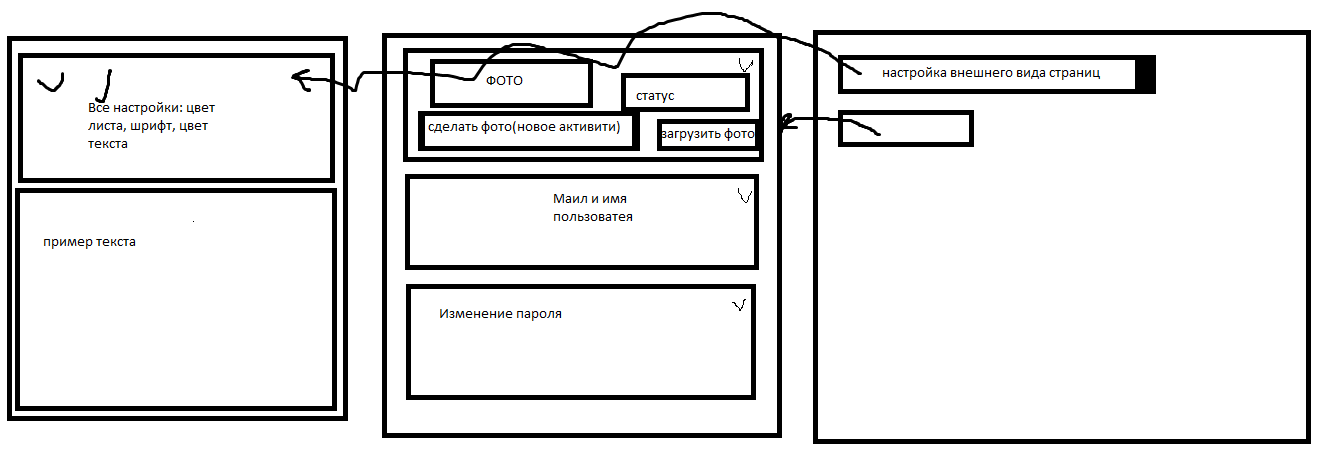 Все настройки: цвет
листа, шрифт, цвет
текста
пример текста
ФОТО
статус
сделать фото(новое активити)
загрузить фото
Маил и имя
пользоватея
Изменение пароля
настройка внешнего вида страниц